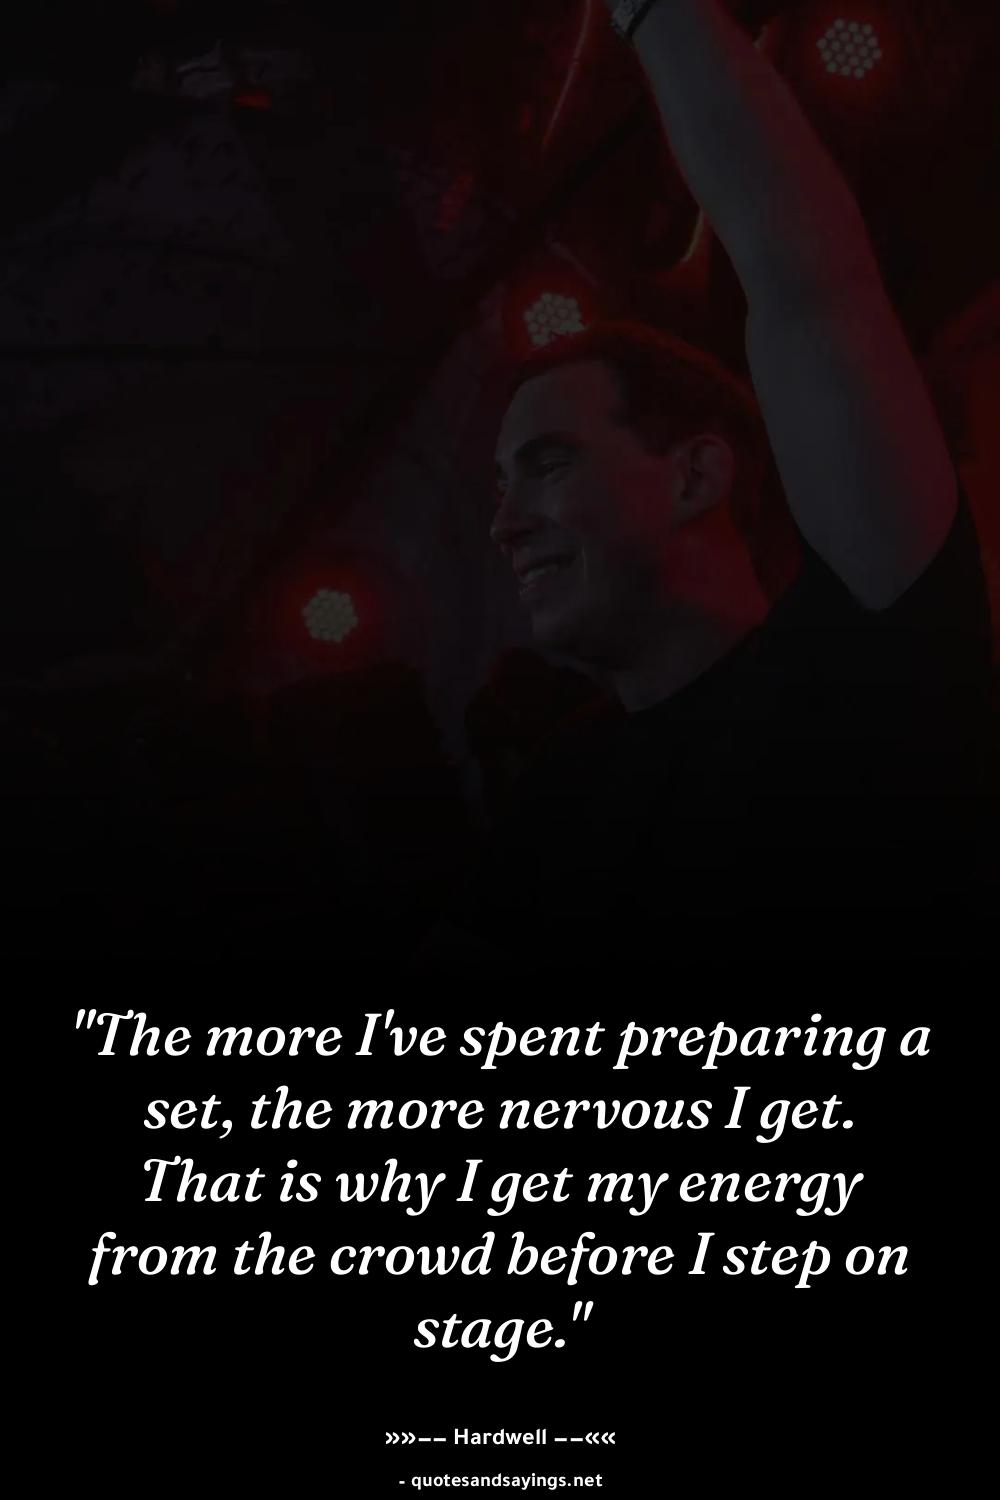 "The more I've spent preparing a
set, the more nervous I get.
That is why I get my energy
from the crowd before I step on
stage."
»»–– Hardwell ––««
- quotesandsayings.net